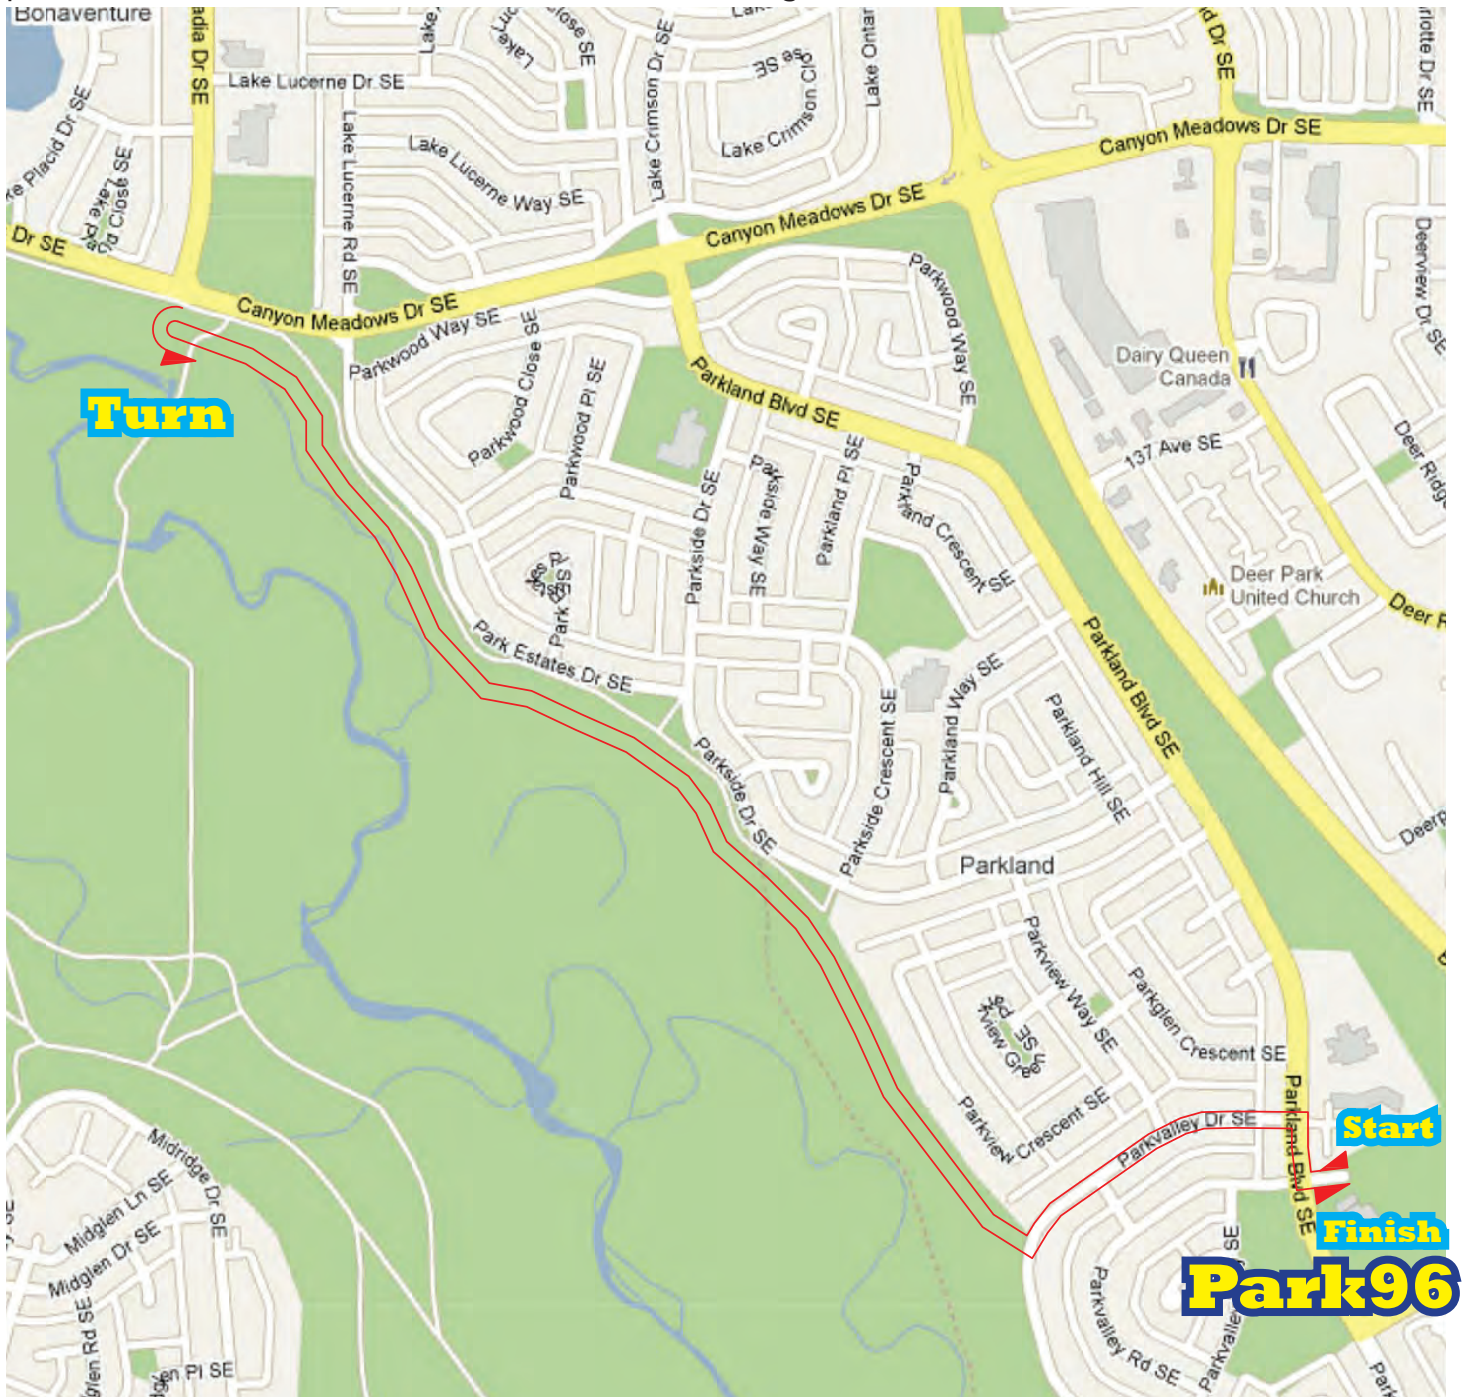 Bonaventure
Lake Lucerne Dr SE
Lake Crimson Dr SE
Lake Crimson
Canyon Meadows Dr SE
Lake Lucerne Way SE
Lake Lucerne Rd SE
Canyon Meadows Dr SE
Dr SE
Canyon Meadows Dr SE
Parkwood Way SE
Parkwood Way SE
Parkwood Close SE
Parkwood Pl SE
Deerview Dr SE
Dairy Queen
Canada
Parkland Blvd SE
Turn
137 Ave SE
Parkside Dr SE
Parkside Way SE
Parkland Pl SE
Parkland Crescent SE
Deer Park
United Church
Park Estates Dr SE
Parkland Blvd SE
Parkland Way SE
Parkside Crescent SE
Parkland Hill SE
Parkside Dr SE
Parkland
Parkview Way SE
Parkglen Crescent SE
Parkview Crescent SE
Parkvalley Dr SE
Parkland Blvd SE
Start
Midridge Dr SE
Midglen Ln SE
Midglen Dr SE
Finish
Park96
Parkvalley Rd SE